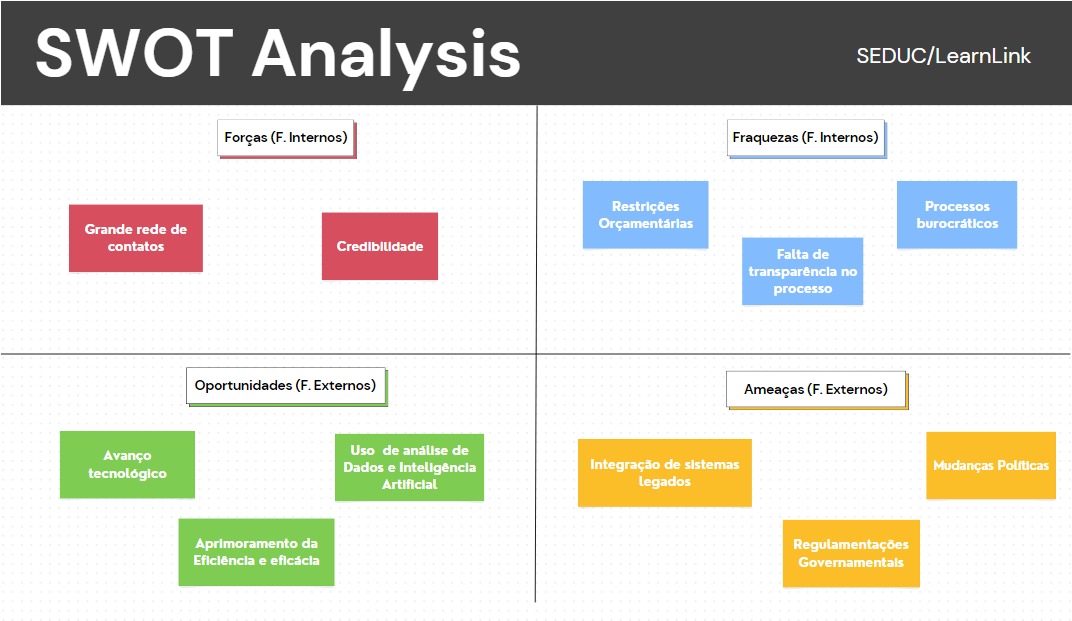 SWOT Analysis
SEDUC/LearnLink
Forças (F. Internos)
Grande rede de
contatos
Credibilidade
Fraquezas (F. Internos)
Restrições
Orçamentárias
Processos
burocráticos
Falta de
transparência no
processo
Oportunidades (F. Externos)
Avanço
tecnológico
Uso de análise de
Dados e Inteligência
Artificial
Aprimoramento da
Eficiência e eficácia
Ameaças (F. Externos)
Integração de sistemas
legados
Mudanças Políticas
Regulamentações
Governamentais